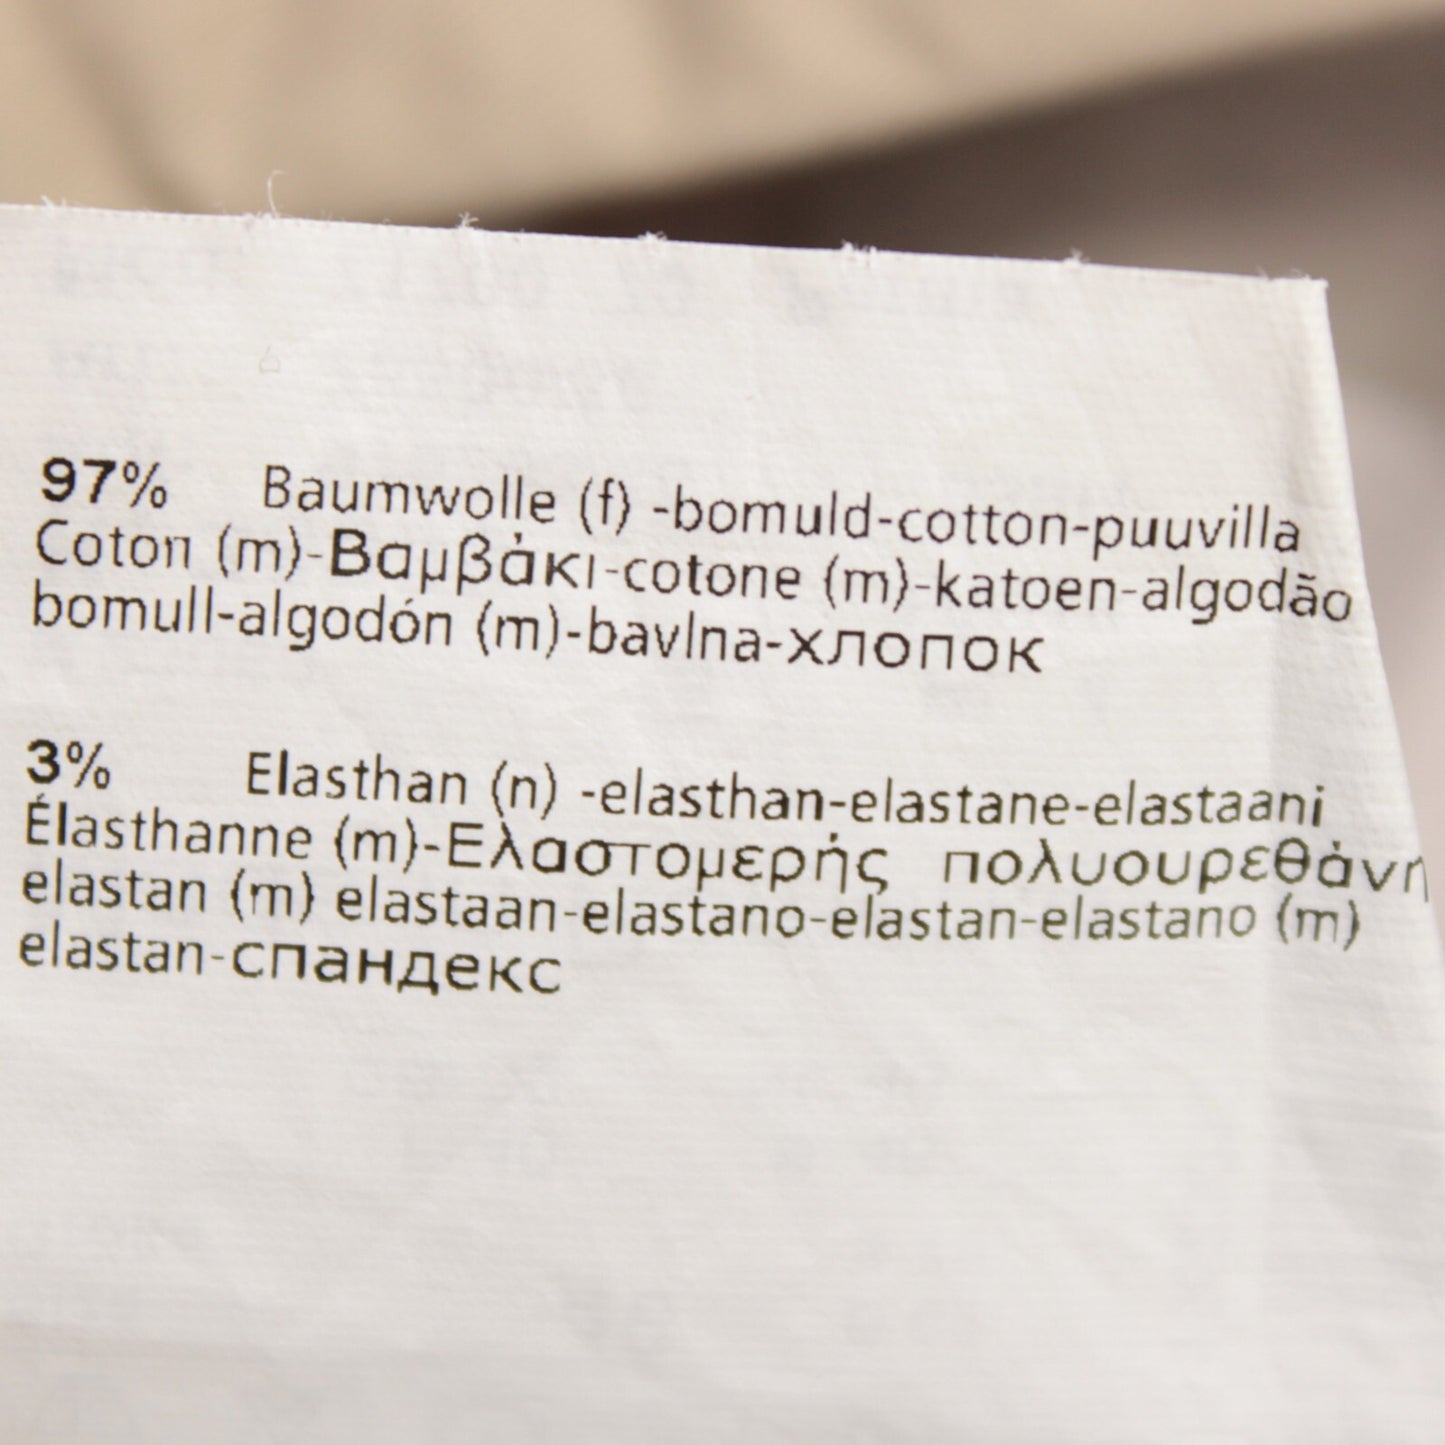 97% Baumwolle (f) -bomuld-cotton-puuvilla
Coton (m)-Βαμβάκι-cotone (m)-katoen-algodão
bomull-algodón (m)-bavlna-хлопок
3% Elasthan (n) -elasthan-elastane-elastaani
Élasthanne (m)-Ελαστομερής πολυουρεθάνη
elastan (m) elastaan-elastano-elastan-elastano (m)
elastan-спандекс